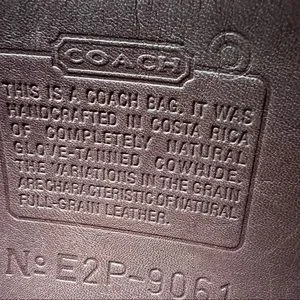 COACH
THIS IS A COACH BAG. IT WAS
HANDCRAFTED IN COSTA RICA
OF COMPLETELY NATURAL
GLOVE-TANNED COWHIDE.
THE VARIATIONS IN THE GRAIN
ARE CHARACTERISTIC OF NATURAL
FULL-GRAIN LEATHER.
No E2P-9061